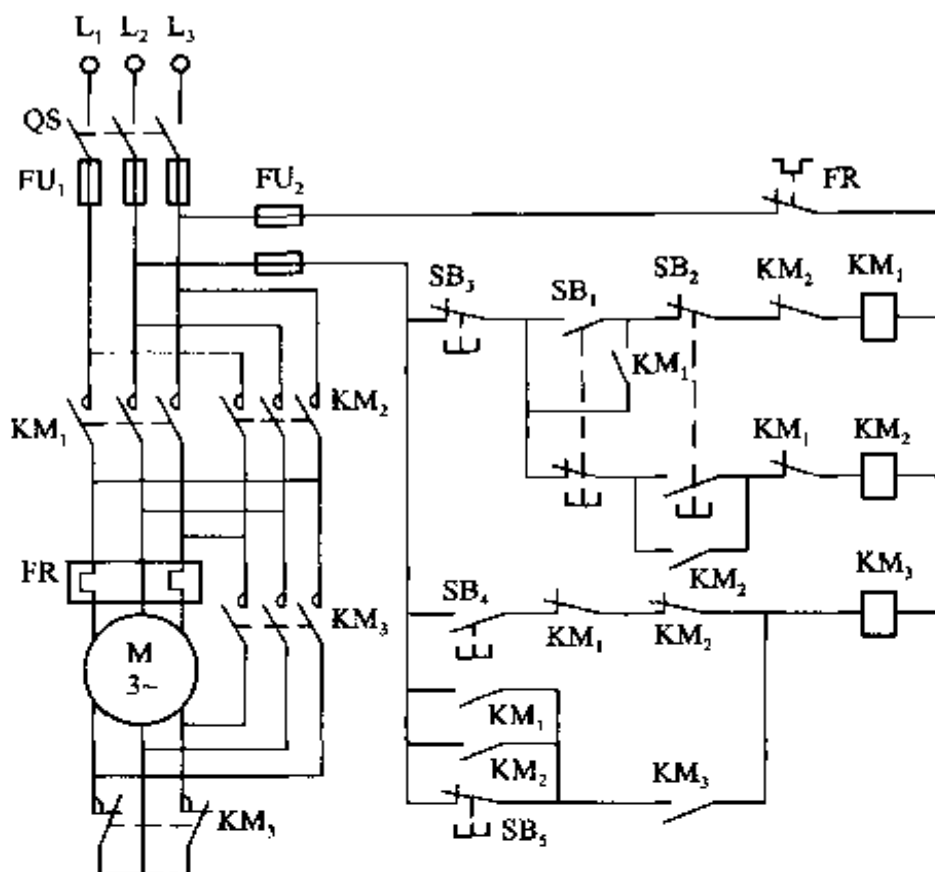 L₁ L₂ L₃
QS
FU₁
FU₂
FR
SB₃
SB₁
SB₂
KM₂
KM₁
KM₁
KM₁
KM₂
KM₁
KM₂
KM₂
FR
KM₃
SB₄
KM₁
KM₂
KM₃
M
3~
KM₁
KM₂
KM₃
SB₅
KM₃